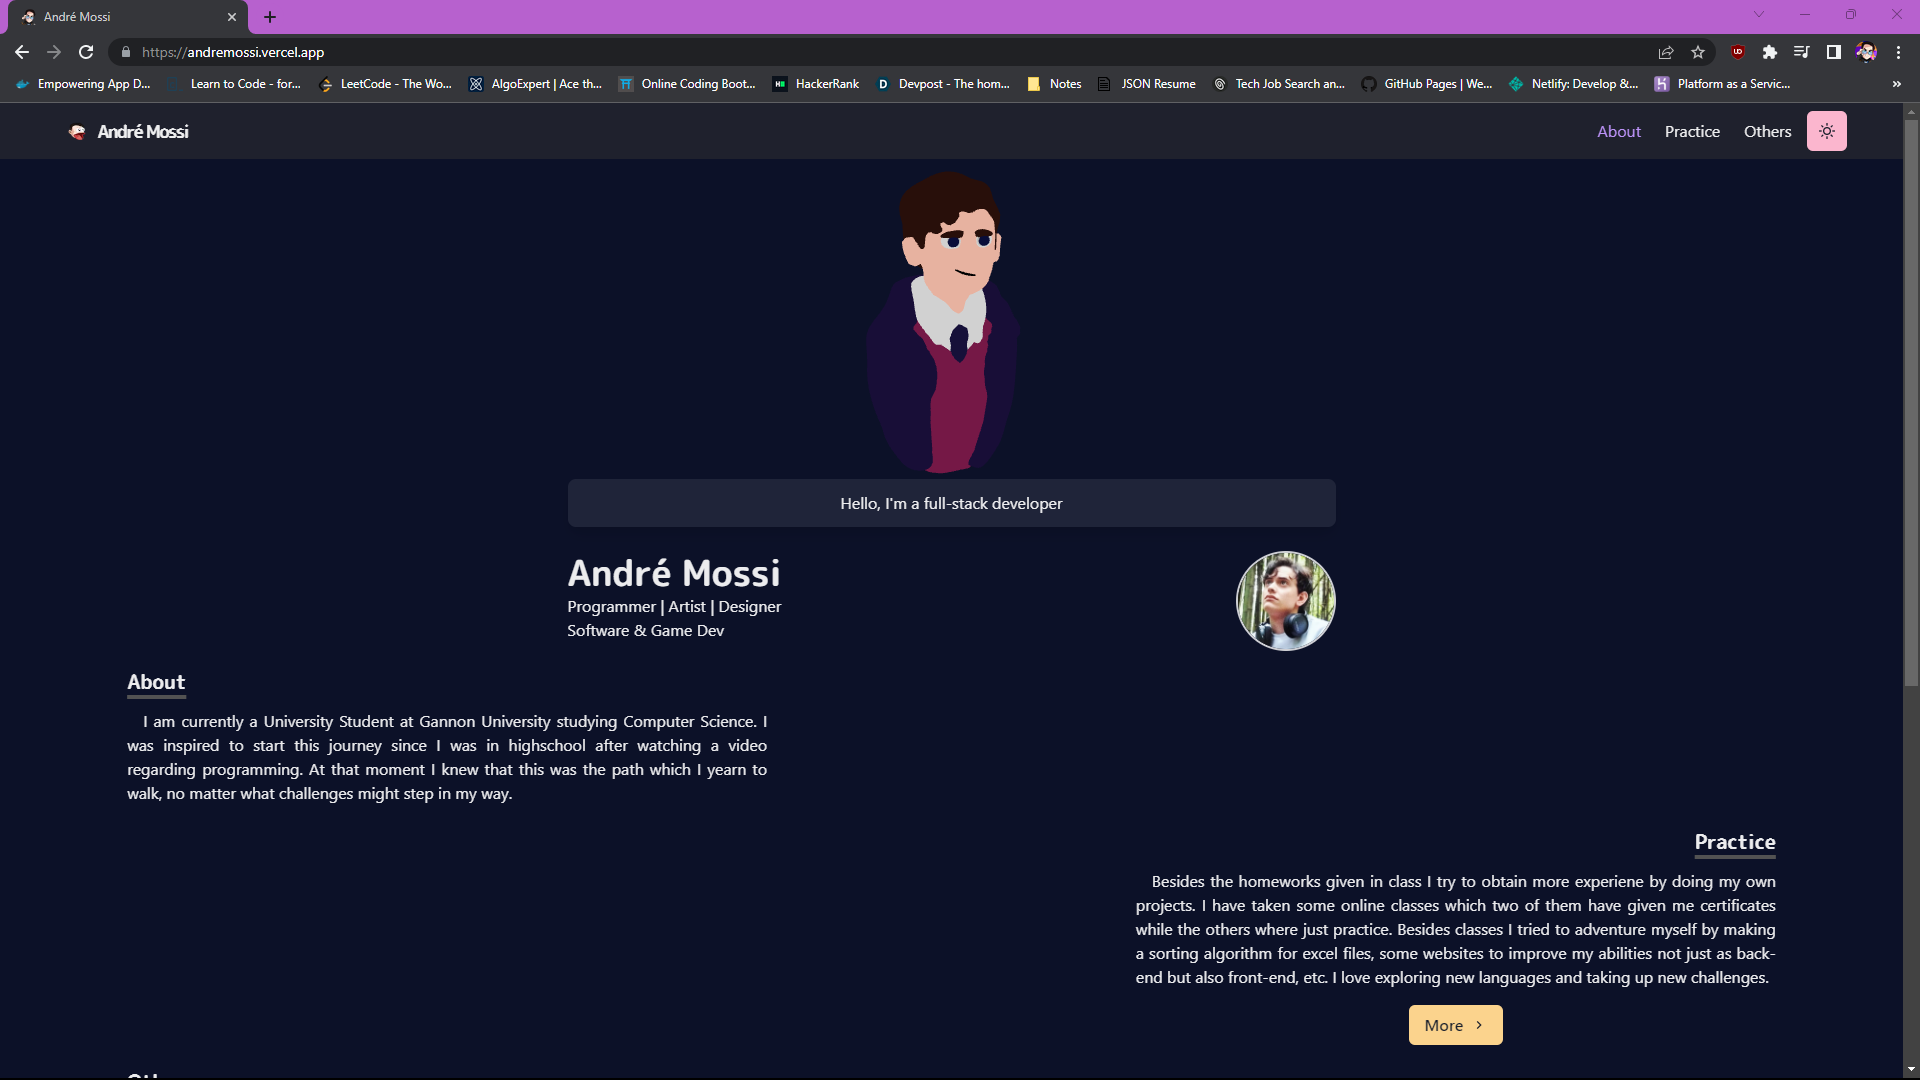 André Mossi
https://andremossi.vercel.app
Empowering App D...
Learn to Code - for...
LeetCode - The Wo...
AlgoExpert | Ace th...
Online Coding Boot...
HackerRank
Devpost - The hom...
Notes
JSON Resume
Tech Job Search an...
GitHub Pages | We...
Netlify: Develop &...
Platform as a Servic...
André Mossi
About
Practice
Others
Hello, I'm a full-stack developer
André Mossi
Programmer | Artist | Designer
Software & Game Dev
About
I am currently a University Student at Gannon University studying Computer Science. I
was inspired to start this journey since I was in highschool after watching a video
regarding programming. At that moment I knew that this was the path which I yearn to
walk, no matter what challenges might step in my way.
Practice
Besides the homeworks given in class I try to obtain more experiene by doing my own
projects. I have taken some online classes which two of them have given me certificates
while the others where just practice. Besides classes I tried to adventure myself by making
a sorting algorithm for excel files, some websites to improve my abilities not just as back-
end but also front-end, etc. I love exploring new languages and taking up new challenges.
More